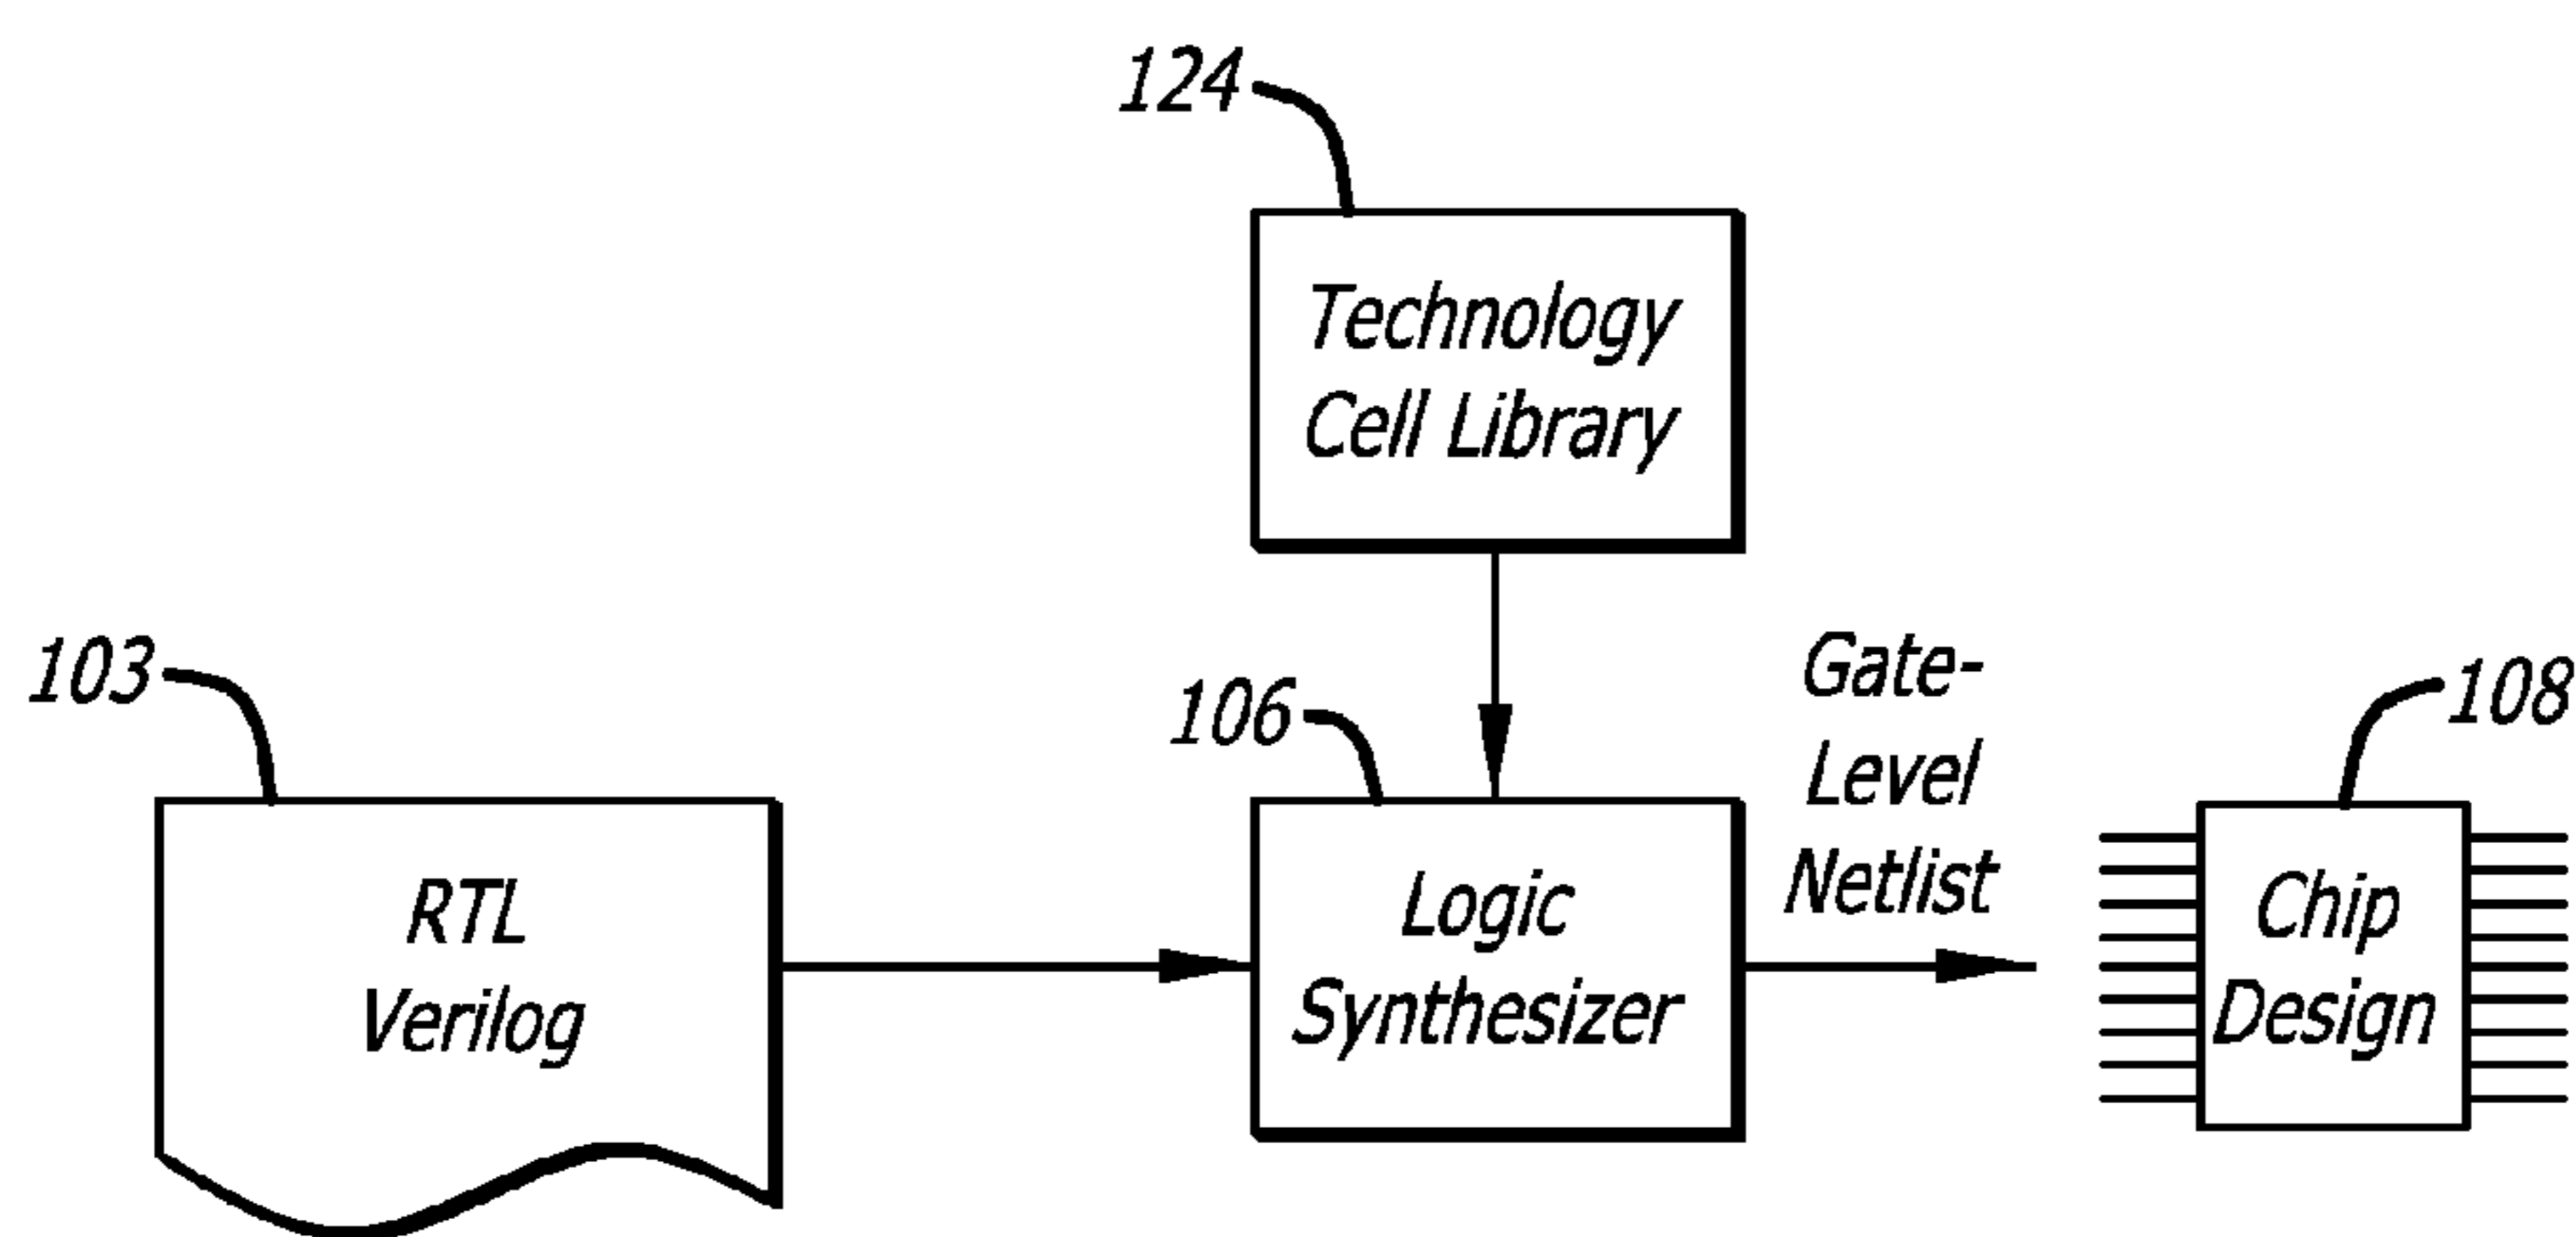 124
Technology
Cell Library
103
106
Gate-
Level
Netlist
108
RTL
Verilog
Logic
Synthesizer
Chip
Design